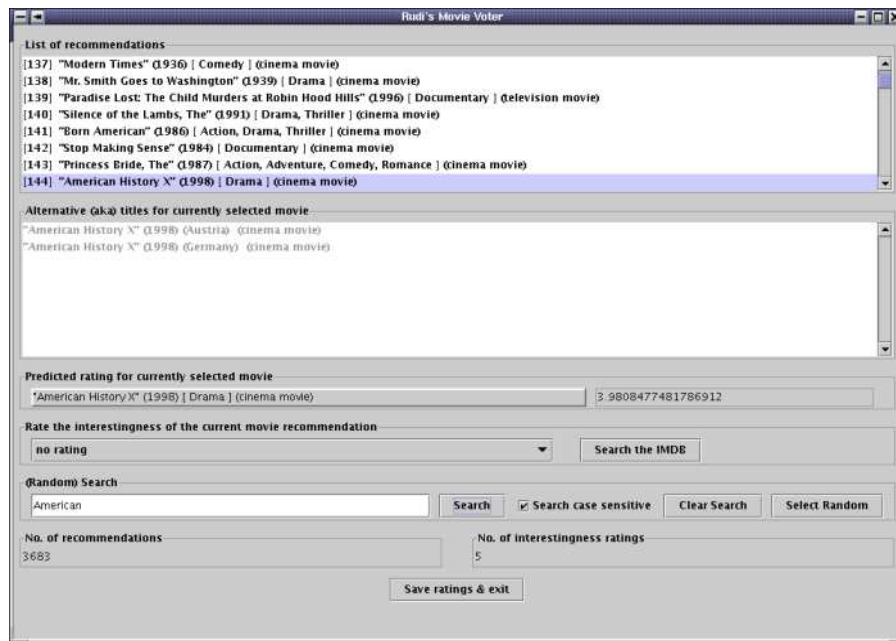 Rudi's Movie Voter
List of recommendations
[137] "Modern Times" (1936) [ Comedy ] (cinema movie)
[138] "Mr. Smith Goes to Washington" (1939) [ Drama ] (cinema movie)
[139] "Paradise Lost: The Child Murders at Robin Hood Hills" (1996) [ Documentary ] (television movie)
[140] "Silence of the Lambs, The" (1991) [ Drama, Thriller ] (cinema movie)
[141] "Born American" (1986) [ Action, Drama, Thriller ] (cinema movie)
[142] "Stop Making Sense" (1984) [ Documentary ] (cinema movie)
[143] "Princess Bride, The" (1987) [ Action, Adventure, Comedy, Romance ] (cinema movie)
[144] "American History X" (1998) [ Drama ] (cinema movie)
Alternative (aka) titles for currently selected movie
"American History X" (1998) (Austria) (cinema movie)
"American History X" (1998) (Germany) (cinema movie)
Predicted rating for currently selected movie
"American History X" (1998) [ Drama ] (cinema movie) 3.9808477481786912
Rate the interestingness of the current movie recommendation
no rating Search the IMDB
(Random) Search
American Search Search case sensitive Clear Search Select Random
No. of recommendations No. of interestingness ratings
3683 5
Save ratings & exit